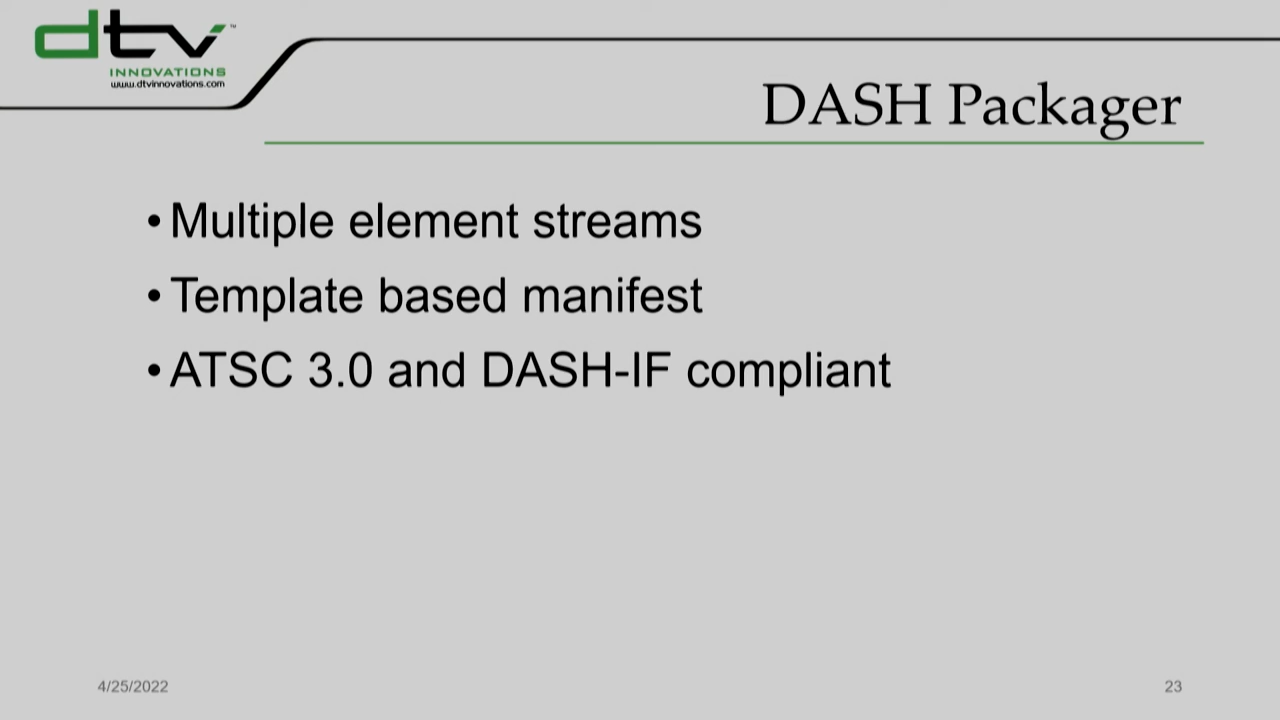 dtv™
INNOVATIONS
www.dtvinnovations.com
DASH Packager
• Multiple element streams
• Template based manifest
• ATSC 3.0 and DASH-IF compliant
4/25/2022
23